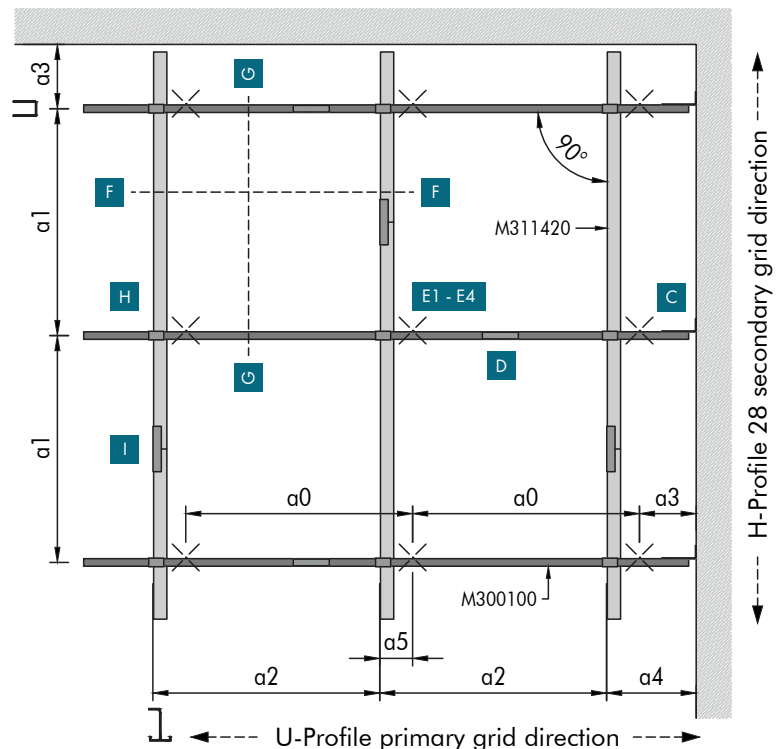 a3
G
90°
F
F
a1
M311420
H
E1 - E4
C
G
D
a1
I
a0
a0
a3
M300100
a5
a2
a2
a4
U-Profile primary grid direction
H-Profile 28 secondary grid direction